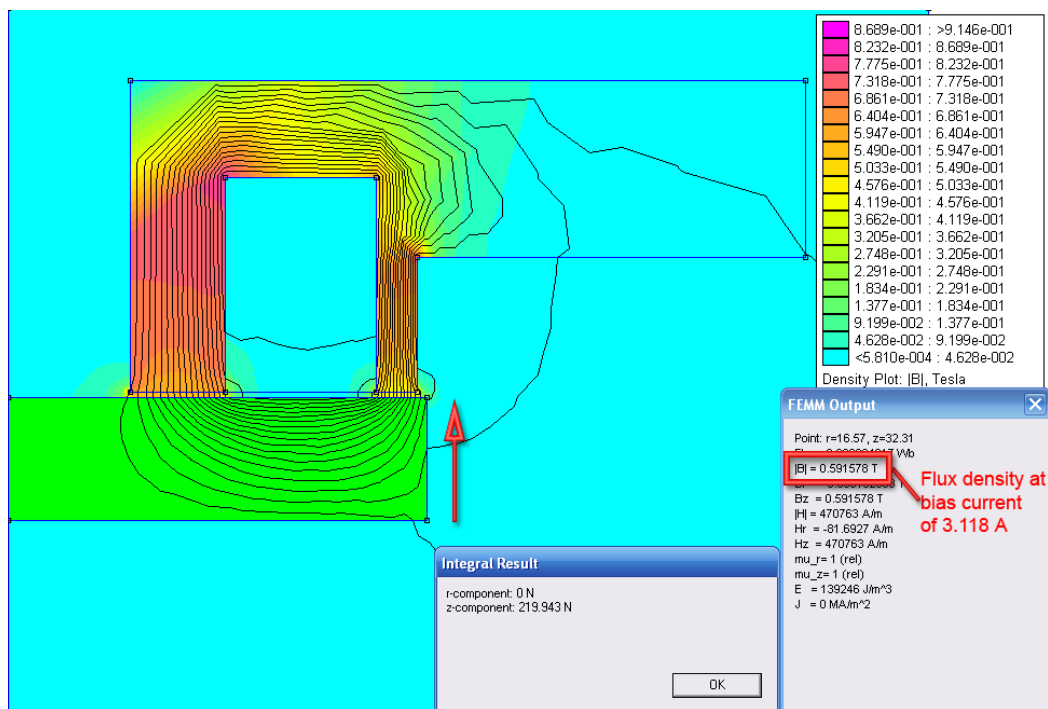 8.689e-001 : >9.146e-001
8.232e-001 : 8.689e-001
7.775e-001 : 8.232e-001
7.318e-001 : 7.775e-001
6.861e-001 : 7.318e-001
6.404e-001 : 6.861e-001
5.947e-001 : 6.404e-001
5.490e-001 : 5.947e-001
5.033e-001 : 5.490e-001
4.576e-001 : 5.033e-001
4.119e-001 : 4.576e-001
3.662e-001 : 4.119e-001
3.205e-001 : 3.662e-001
2.748e-001 : 3.205e-001
2.291e-001 : 2.748e-001
1.834e-001 : 2.291e-001
1.377e-001 : 1.834e-001
9.199e-002 : 1.377e-001
4.628e-002 : 9.199e-002
<5.810e-004 : 4.628e-002
Density Plot: |B|, Tesla
FEMM Output
Point: r=16.57, z=32.31
Wb
|B| = 0.591578 T
Bz = 0.591578 T
|H| = 470763 A/m
Hr = -81.6927 A/m
Hz = 470763 A/m
mu_r= 1 (rel)
mu_z= 1 (rel)
E = 139246 J/m^3
J = 0 MA/m^2
Flux density at
bias current
of 3.118 A
Integral Result
r-component: 0 N
z-component: 219.943 N
OK